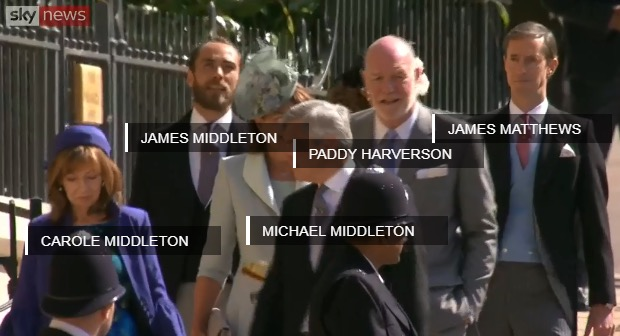 sky news
JAMES MIDDLETON
JAMES MATTHEWS
PADDY HARVERSON
CAROLE MIDDLETON
MICHAEL MIDDLETON